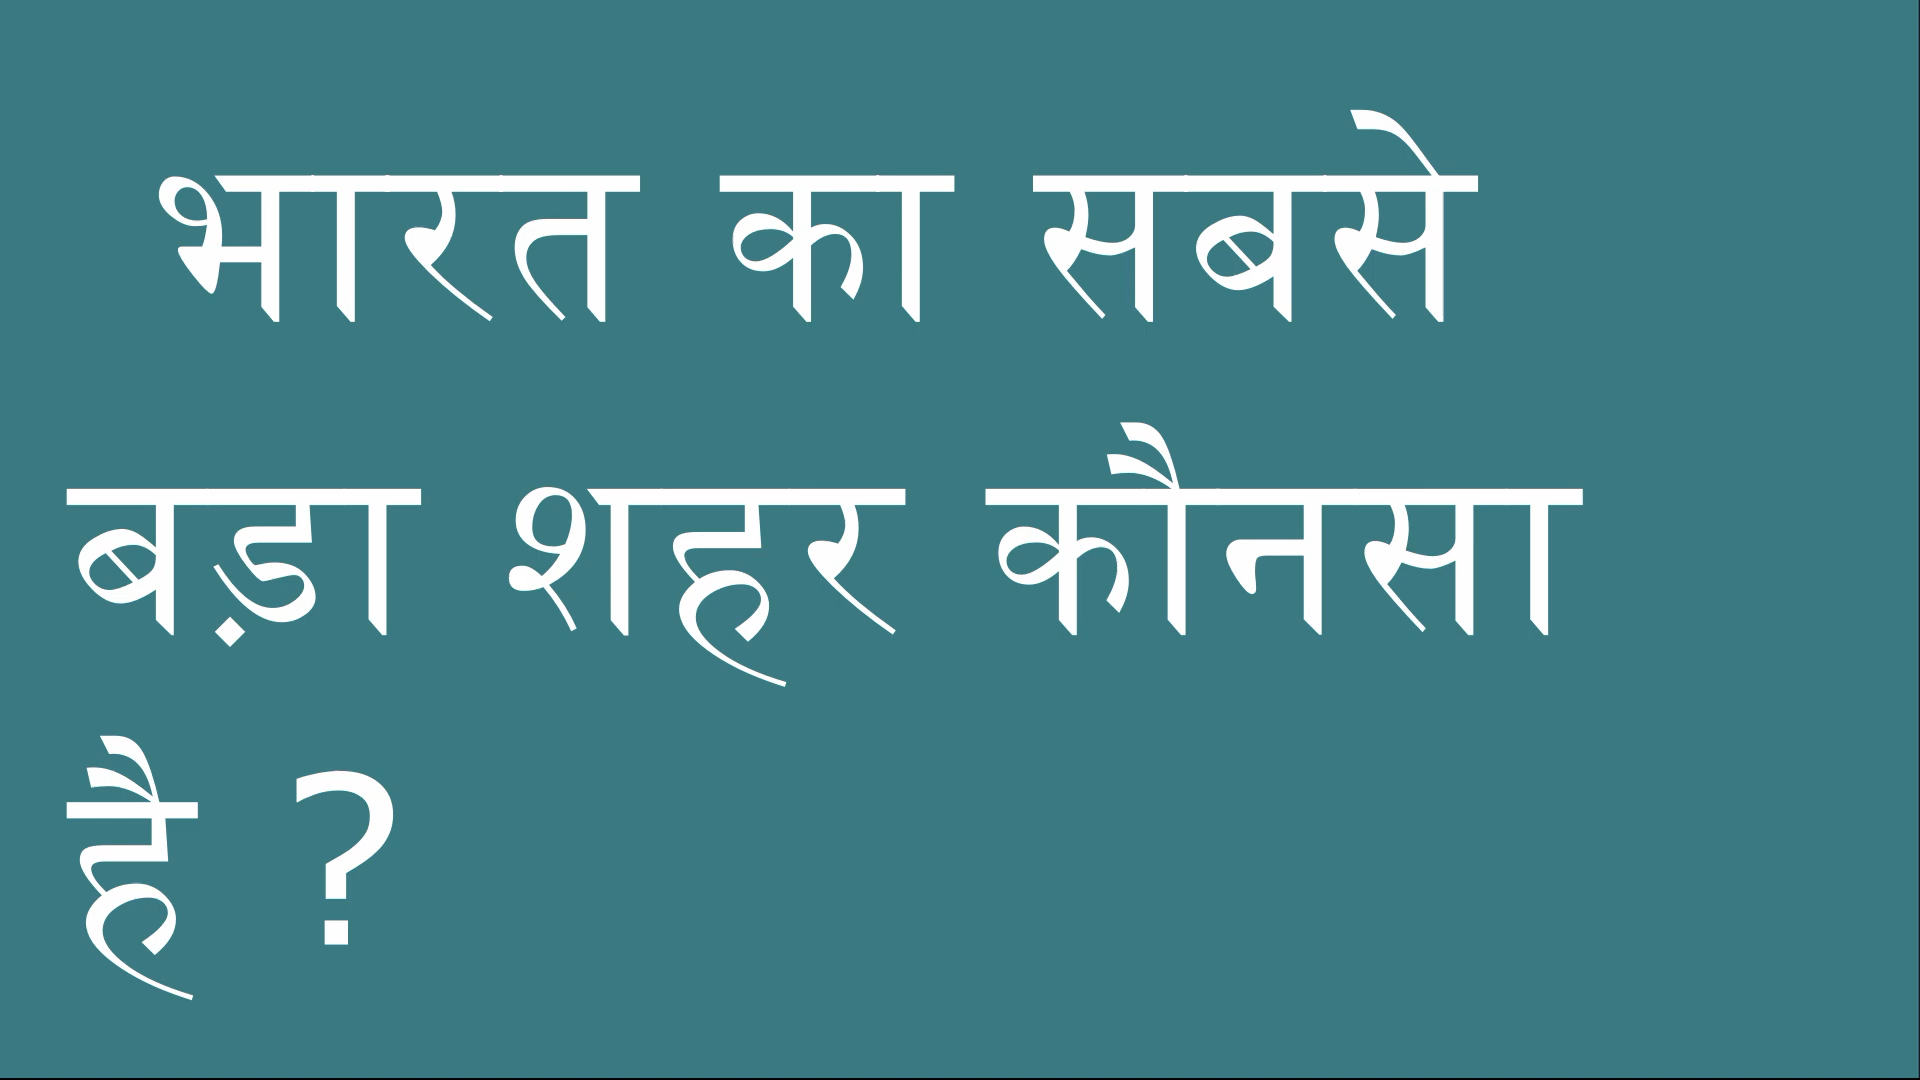 भारत का सबसे
बड़ा शहर कौनसा
है ?